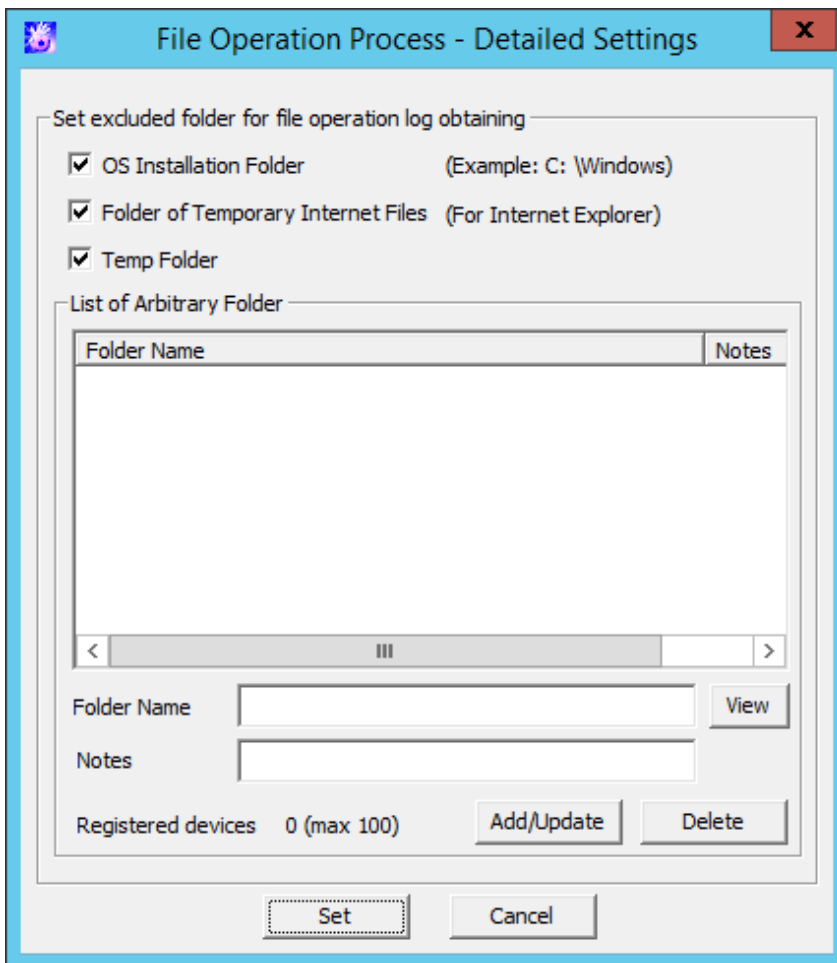 File Operation Process - Detailed Settings
x
Set excluded folder for file operation log obtaining
OS Installation Folder (Example: C: \Windows)
Folder of Temporary Internet Files (For Internet Explorer)
Temp Folder
List of Arbitrary Folder
Folder Name Notes
Folder Name View
Notes
Registered devices 0 (max 100) Add/Update Delete
Set Cancel